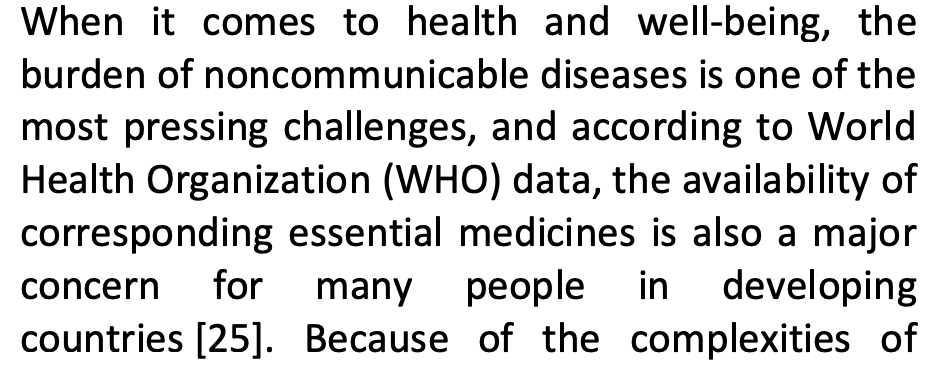 When it comes to health and well-being, the
burden of noncommunicable diseases is one of the
most pressing challenges, and according to World
Health Organization (WHO) data, the availability of
corresponding essential medicines is also a major
concern for many people in developing
countries [25]. Because of the complexities of